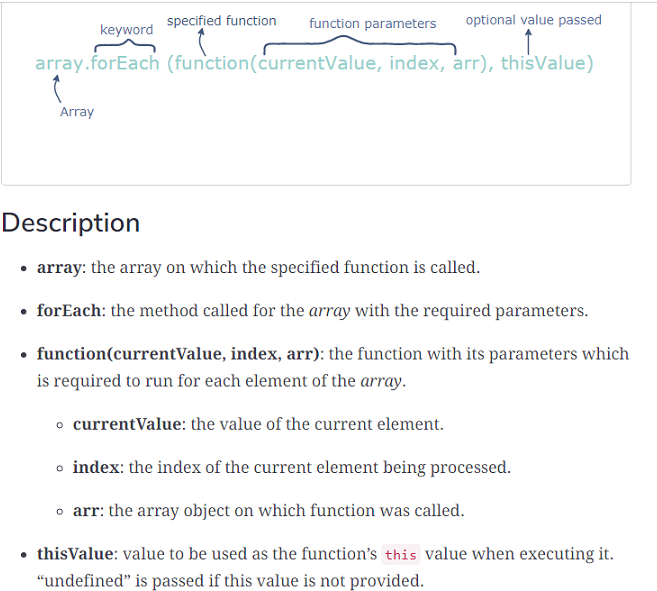 keyword
specified function
function parameters
optional value passed
array.forEach (function(currentValue, index, arr), thisValue)
Array
Description
array: the array on which the specified function is called.
forEach: the method called for the array with the required parameters.
function(currentValue, index, arr): the function with its parameters which
is required to run for each element of the array.
currentValue: the value of the current element.
index: the index of the current element being processed.
arr: the array object on which function was called.
thisValue: value to be used as the function’s this value when executing it.
“undefined” is passed if this value is not provided.